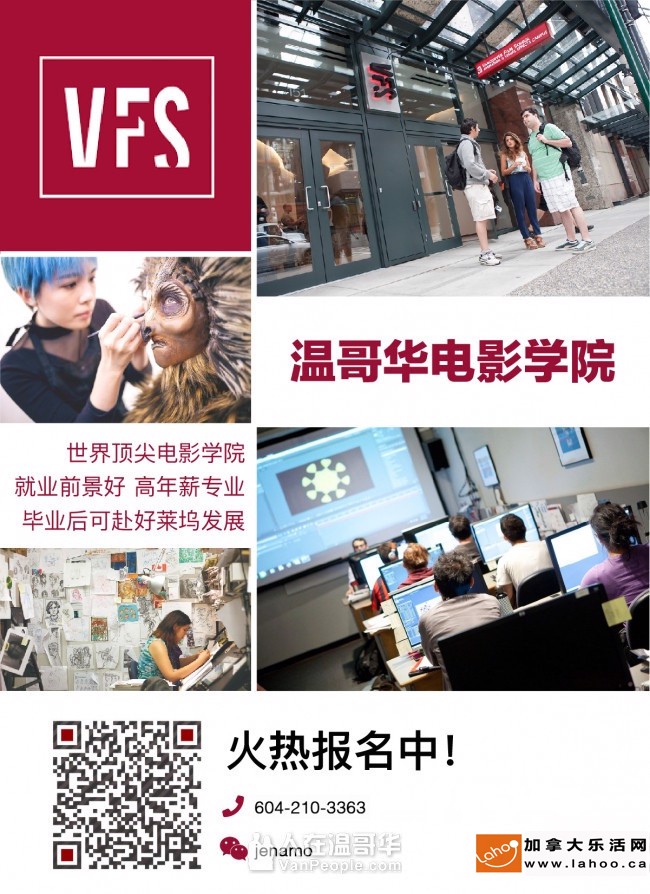 VFS
温哥华电影学院
世界顶尖电影学院
就业前景好 高年薪专业
毕业后可赴好莱坞发展
火热报名中!
604-210-3363
jenamo
人在温哥华
VanPeople.com
Lahoo
加拿大乐活网
www.lahoo.ca